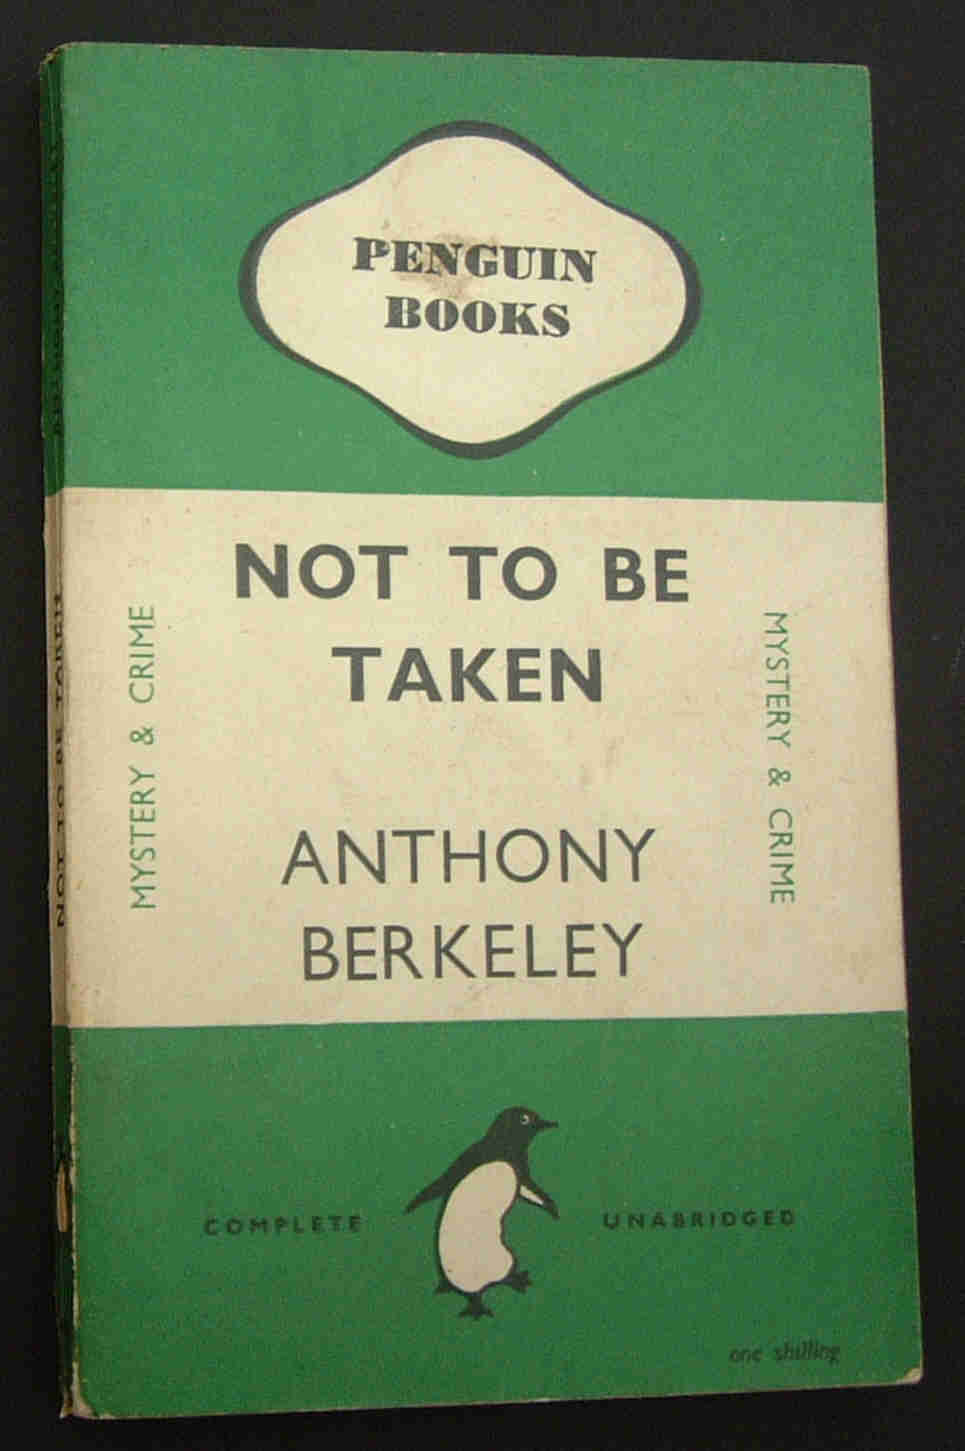 PENGUIN
BOOKS
NOT TO BE
TAKEN
MYSTERY & CRIME
MYSTERY & CRIME
ANTHONY
BERKELEY
COMPLETE
UNABRIDGED
one shilling
NOT TO BE TAKEN